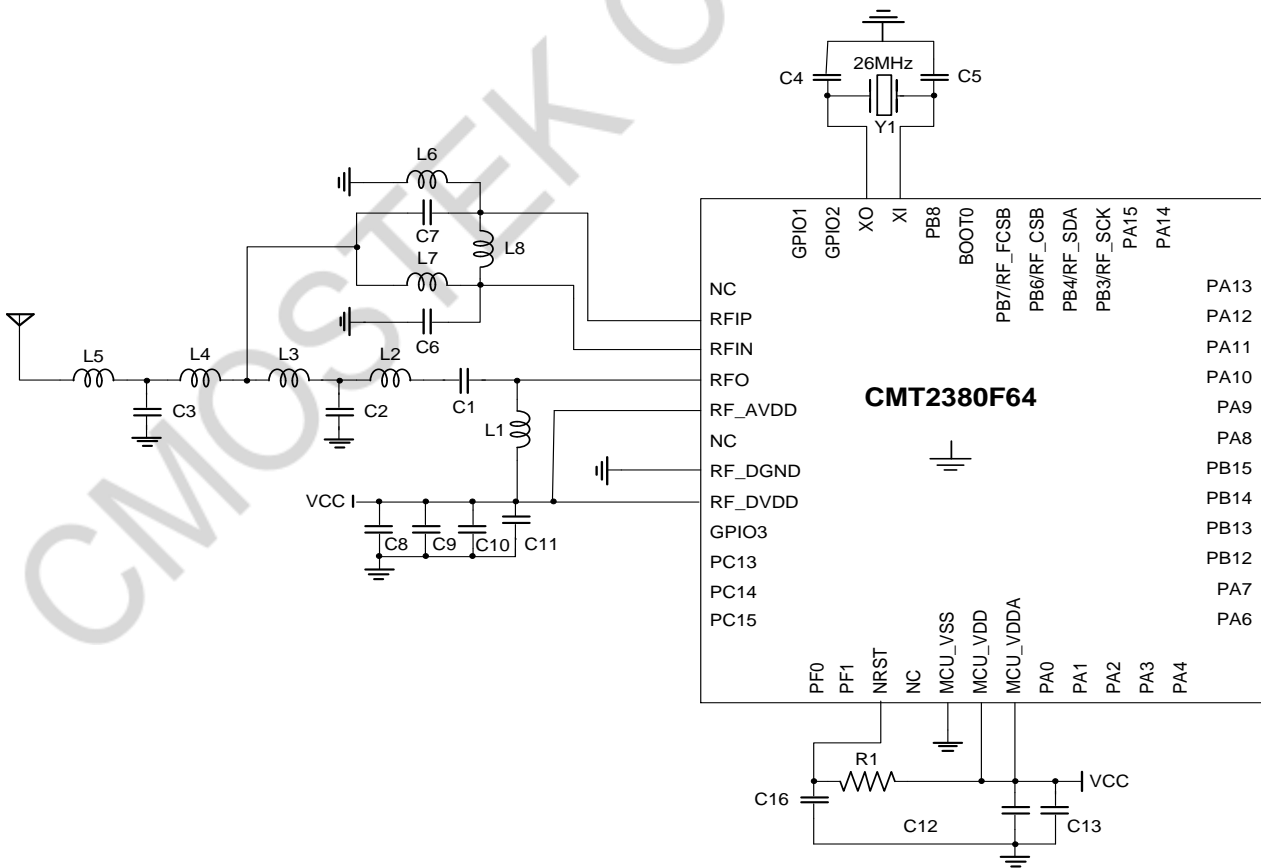 CMOSTEK
26MHz
C4
C5
Y1
L6
C7
L8
L7
C6
L5
L4
L3
L2
C3
C2
C1
L1
VCC
C8
C9
C10
C11
GPIO1
GPIO2
XO
XI
PB8
BOOT0
PB7/RF_FCSB
PB6/RF_CSB
PB4/RF_SDA
PB3/RF_SCK
PA15
PA14
NC
RFIP
RFIN
RFO
RF_AVDD
NC
RF_DGND
RF_DVDD
GPIO3
PC13
PC14
PC15
CMT2380F64
PA13
PA12
PA11
PA10
PA9
PA8
PB15
PB14
PB13
PB12
PA7
PA6
PF0
PF1
NRST
NC
MCU_VSS
MCU_VDD
MCU_VDDA
PA0
PA1
PA2
PA3
PA4
R1
VCC
C16
C12
C13